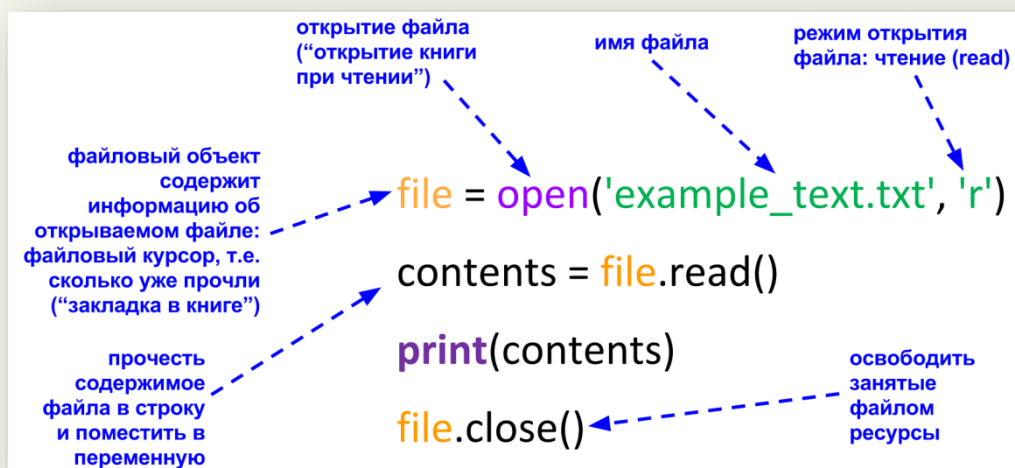 открытие файла
(“открытие книги
при чтении”)
имя файла
режим открытия
файла: чтение (read)
файловый объект
содержит
информацию об
открываемом файле:
файловый курсор, т.е.
сколько уже прочли
(“закладка в книге”)
file = open('example_text.txt', 'r')
contents = file.read()
print(contents)
file.close()
прочесть
содержимое
файла в строку
и поместить в
переменную
освободить
занятые
файлом
ресурсы